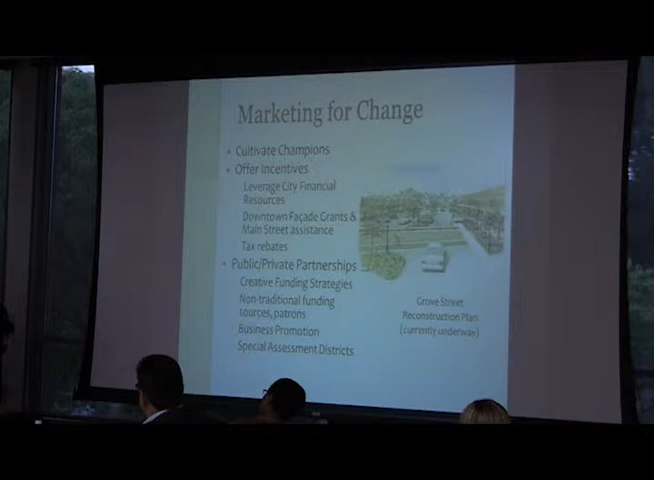 Marketing for Change
• Cultivate Champions
• Offer Incentives
Leverage City Financial
Resources
Downtown Façade Grants &
Main Street assistance
Tax rebates
• Public/Private Partnerships
Creative Funding Strategies
Non-traditional funding
sources, patrons
Business Promotion
Special Assessment Districts
Grove Street
Reconstruction Plan
(currently underway)